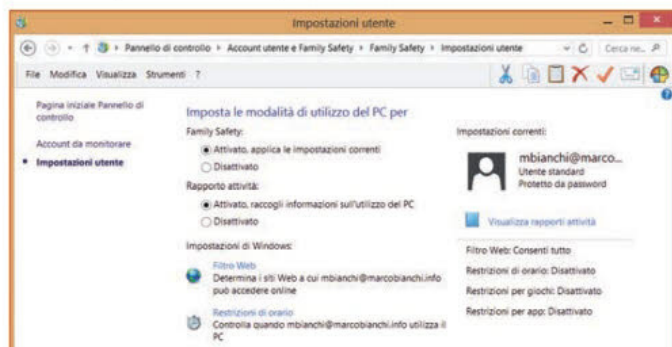 Impostazioni utente
Pannello di controllo ▸ Account utente e Family Safety ▸ Family Safety ▸ Impostazioni utente
Cerca ne...
File Modifica Visualizza Strumenti ?
Pagina iniziale Pannello di
controllo
Account da monitorare
Impostazioni utente
Imposta le modalità di utilizzo del PC per
Family Safety:
Attivato, applica le impostazioni correnti
Disattivato
Rapporto attività:
Attivato, raccogli informazioni sull'utilizzo del PC
Disattivato
Impostazioni di Windows:
Filtro Web
Determina i siti Web a cui mbianchi@marcobianchi.info
può accedere online
Restrizioni di orario
Controlla quando mbianchi@marcobianchi.info utilizza il
PC
Impostazioni correnti:
mbianchi@marco...
Utente standard
Protetto da password
Visualizza rapporti attività
Filtro Web: Consenti tutto
Restrizioni di orario: Disattivato
Restrizioni per giochi: Disattivato
Restrizioni per app: Disattivato